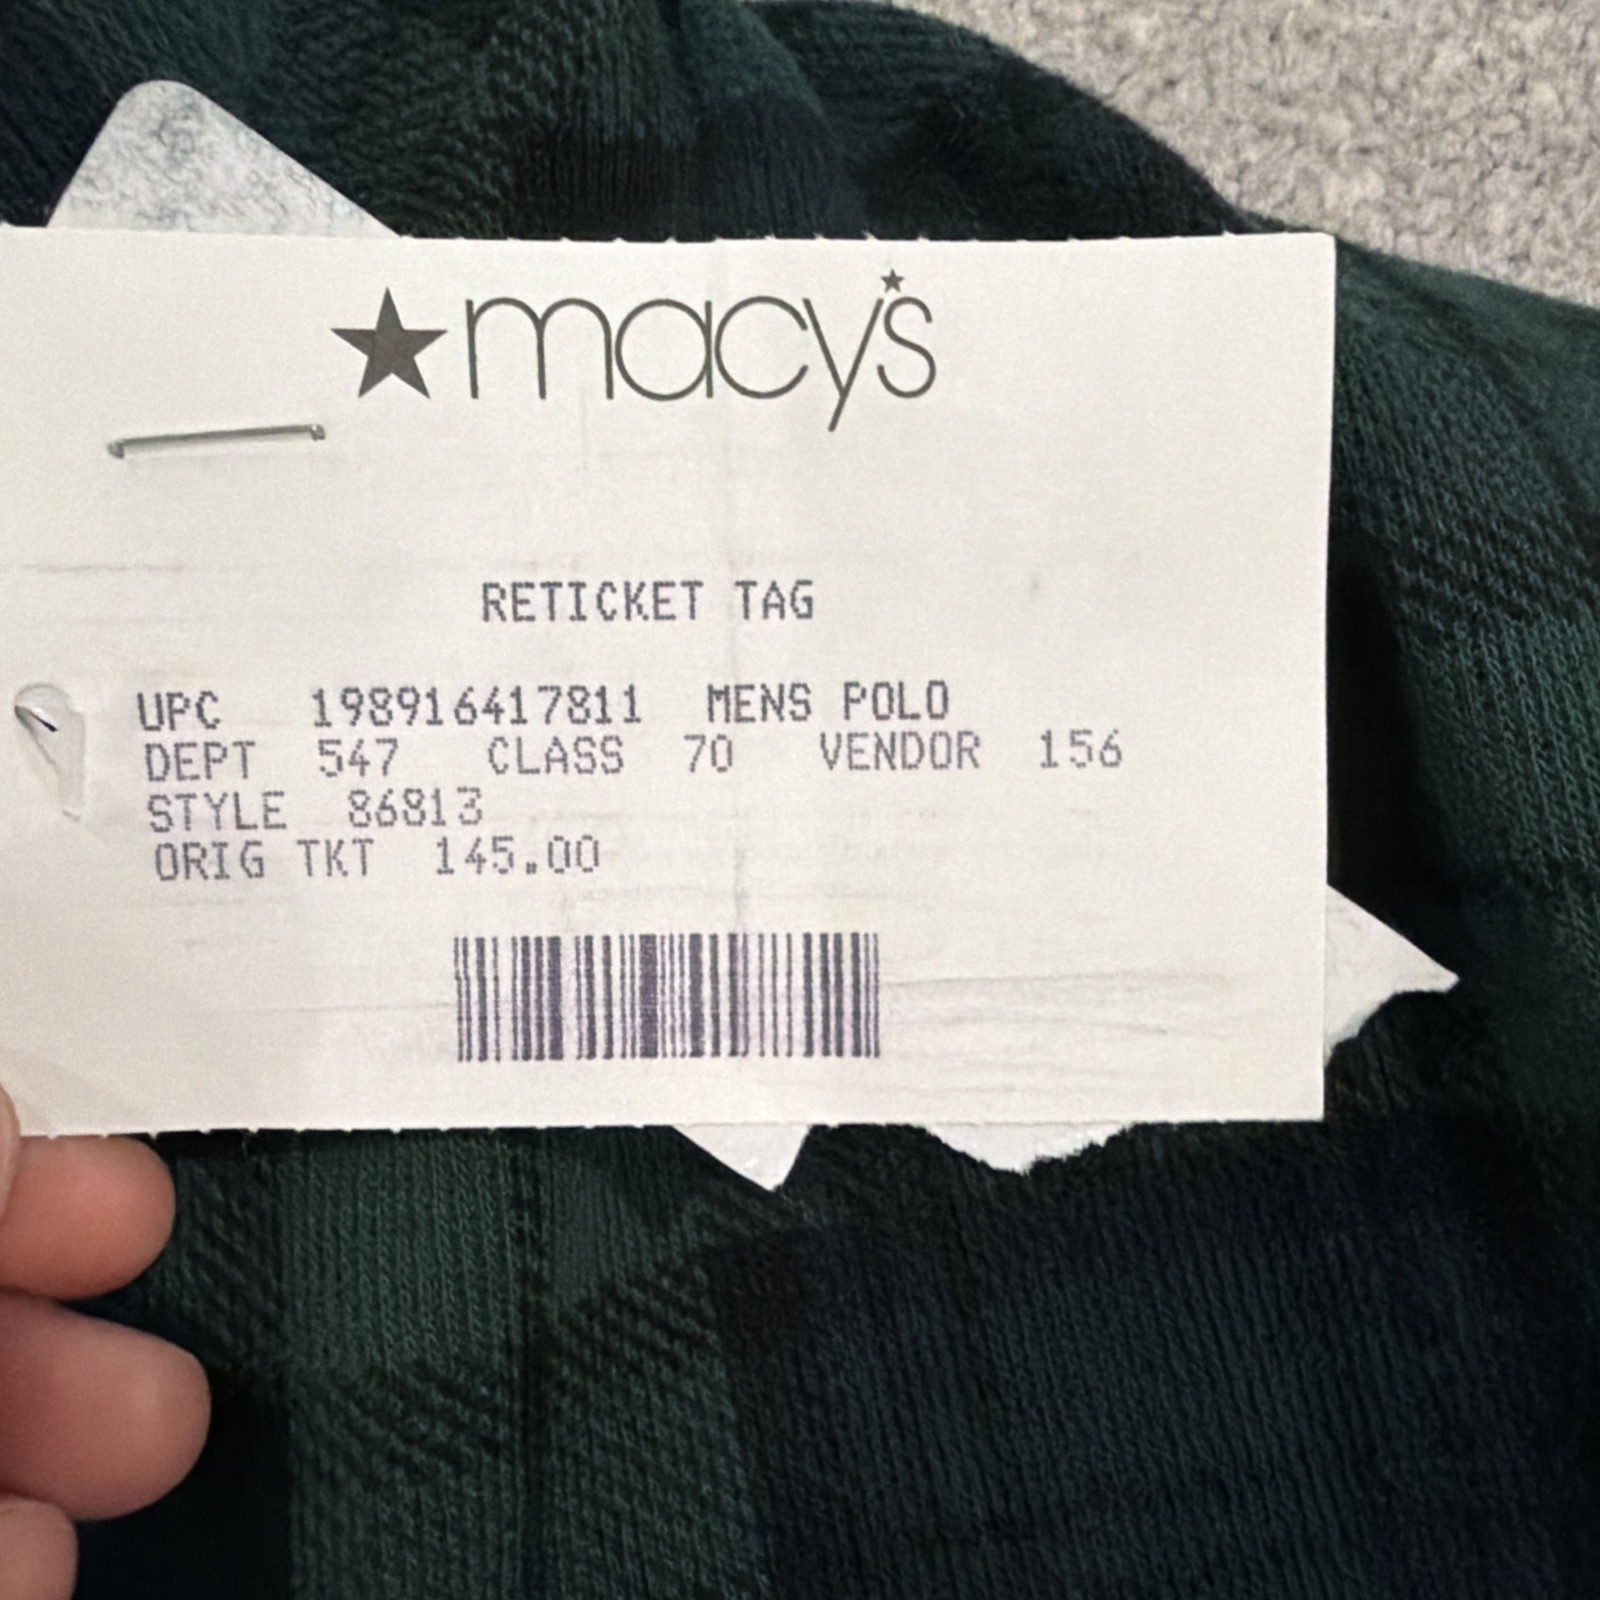 macy's
RETICKET TAG
UPC 198916417811 MENS POLO
DEPT 547 CLASS 70 VENDOR 156
STYLE 86813
ORIG TKT 145.00